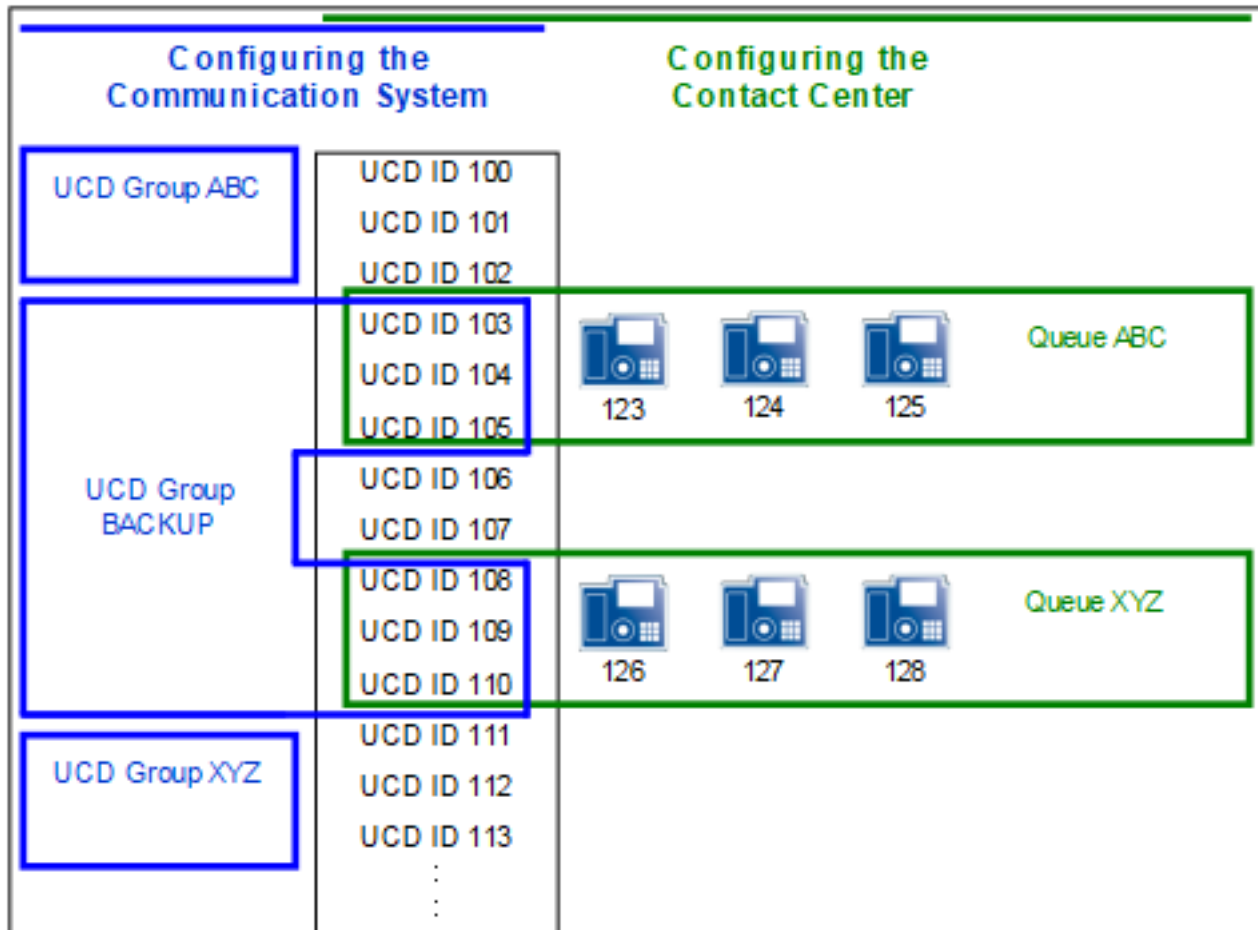 Configuring the
Communication System
Configuring the
Contact Center
UCD Group ABC
UCD ID 100
UCD ID 101
UCD ID 102
UCD ID 103
UCD ID 104
UCD ID 105
UCD ID 106
UCD ID 107
UCD ID 108
UCD ID 109
UCD ID 110
UCD ID 111
UCD ID 112
UCD ID 113
123
124
125
Queue ABC
UCD Group
BACKUP
126
127
128
Queue XYZ
UCD Group XYZ